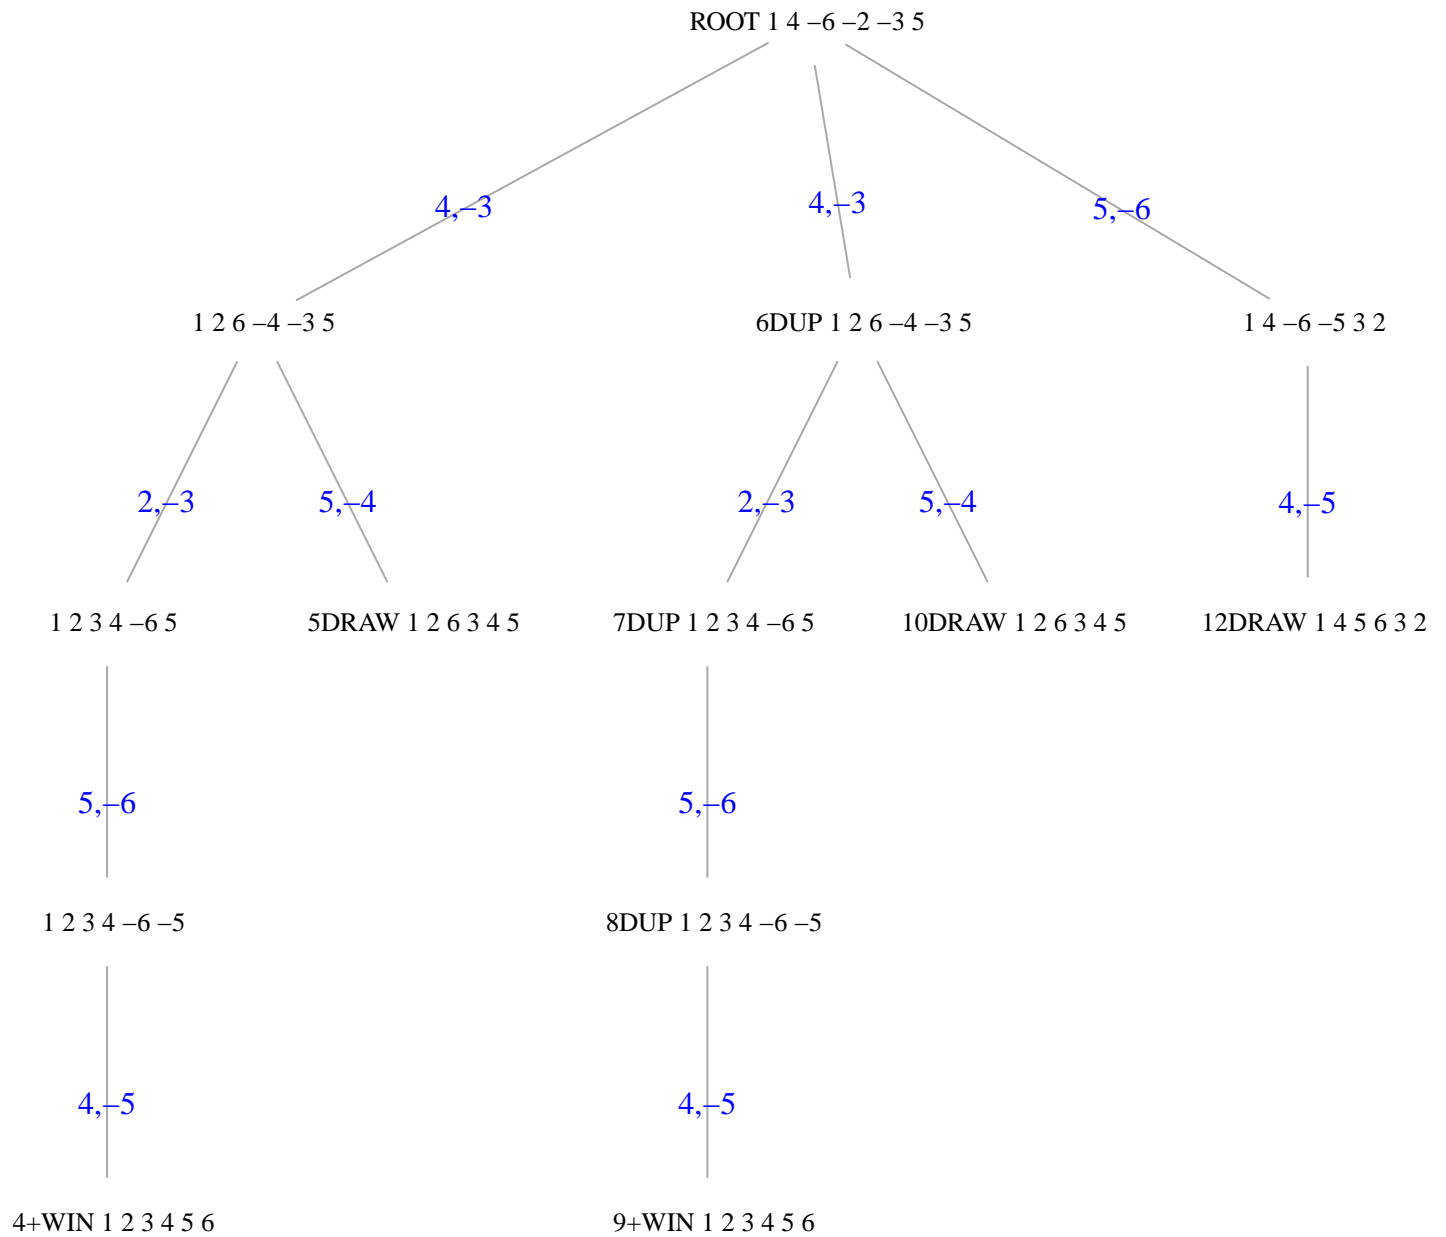 ROOT 1 4 –6 –2 –3 5
4,–3
4,–3
5,–6
1 2 6 –4 –3 5
6DUP 1 2 6 –4 –3 5
1 4 –6 –5 3 2
2,–3
5,–4
2,–3
5,–4
4,–5
1 2 3 4 –6 5
5DRAW 1 2 6 3 4 5
7DUP 1 2 3 4 –6 5
10DRAW 1 2 6 3 4 5
12DRAW 1 4 5 6 3 2
5,–6
5,–6
1 2 3 4 –6 –5
8DUP 1 2 3 4 –6 –5
4,–5
4,–5
4+WIN 1 2 3 4 5 6
9+WIN 1 2 3 4 5 6